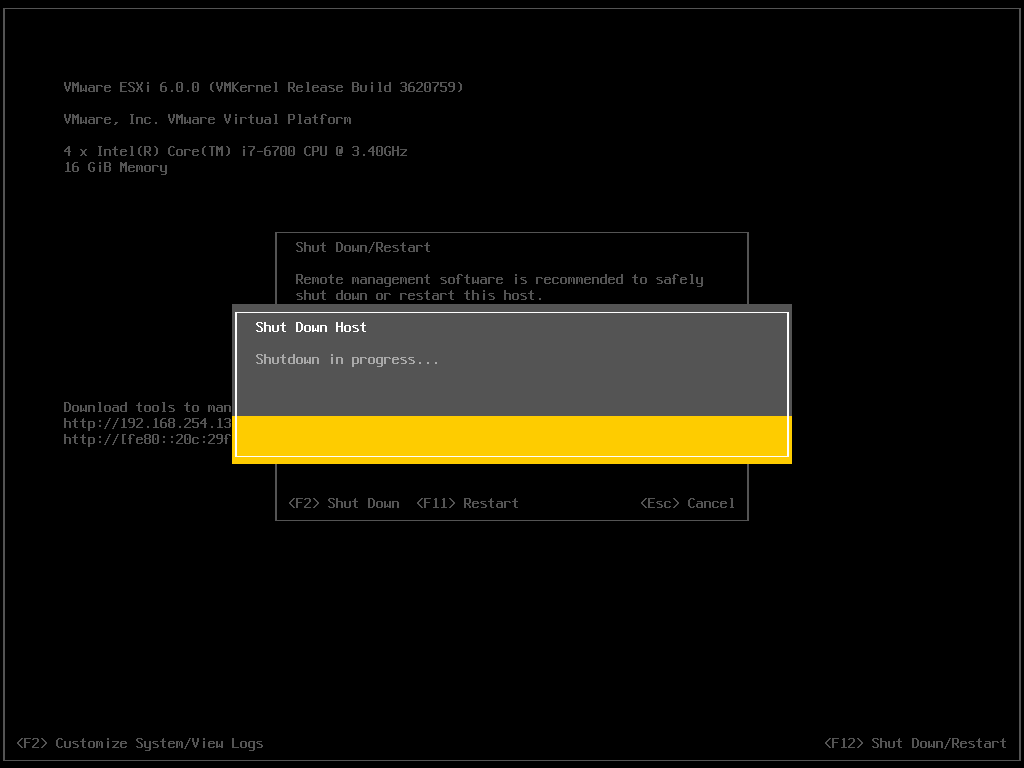 VMware ESXi 6.0.0 (VMKernel Release Build 3620759)
VMware, Inc. VMware Virtual Platform
4 x Intel(R) Core(TM) i7-6700 CPU @ 3.40GHz
16 GiB Memory
Shut Down/Restart
Remote management software is recommended to safely
shut down or restart this host.
Shut Down Host
Shutdown in progress...
Download tools to man
http://192.168.254.13
http://[fe80::20c:29f
<F2> Shut Down <F11> Restart <Esc> Cancel
<F2> Customize System/View Logs <F12> Shut Down/Restart